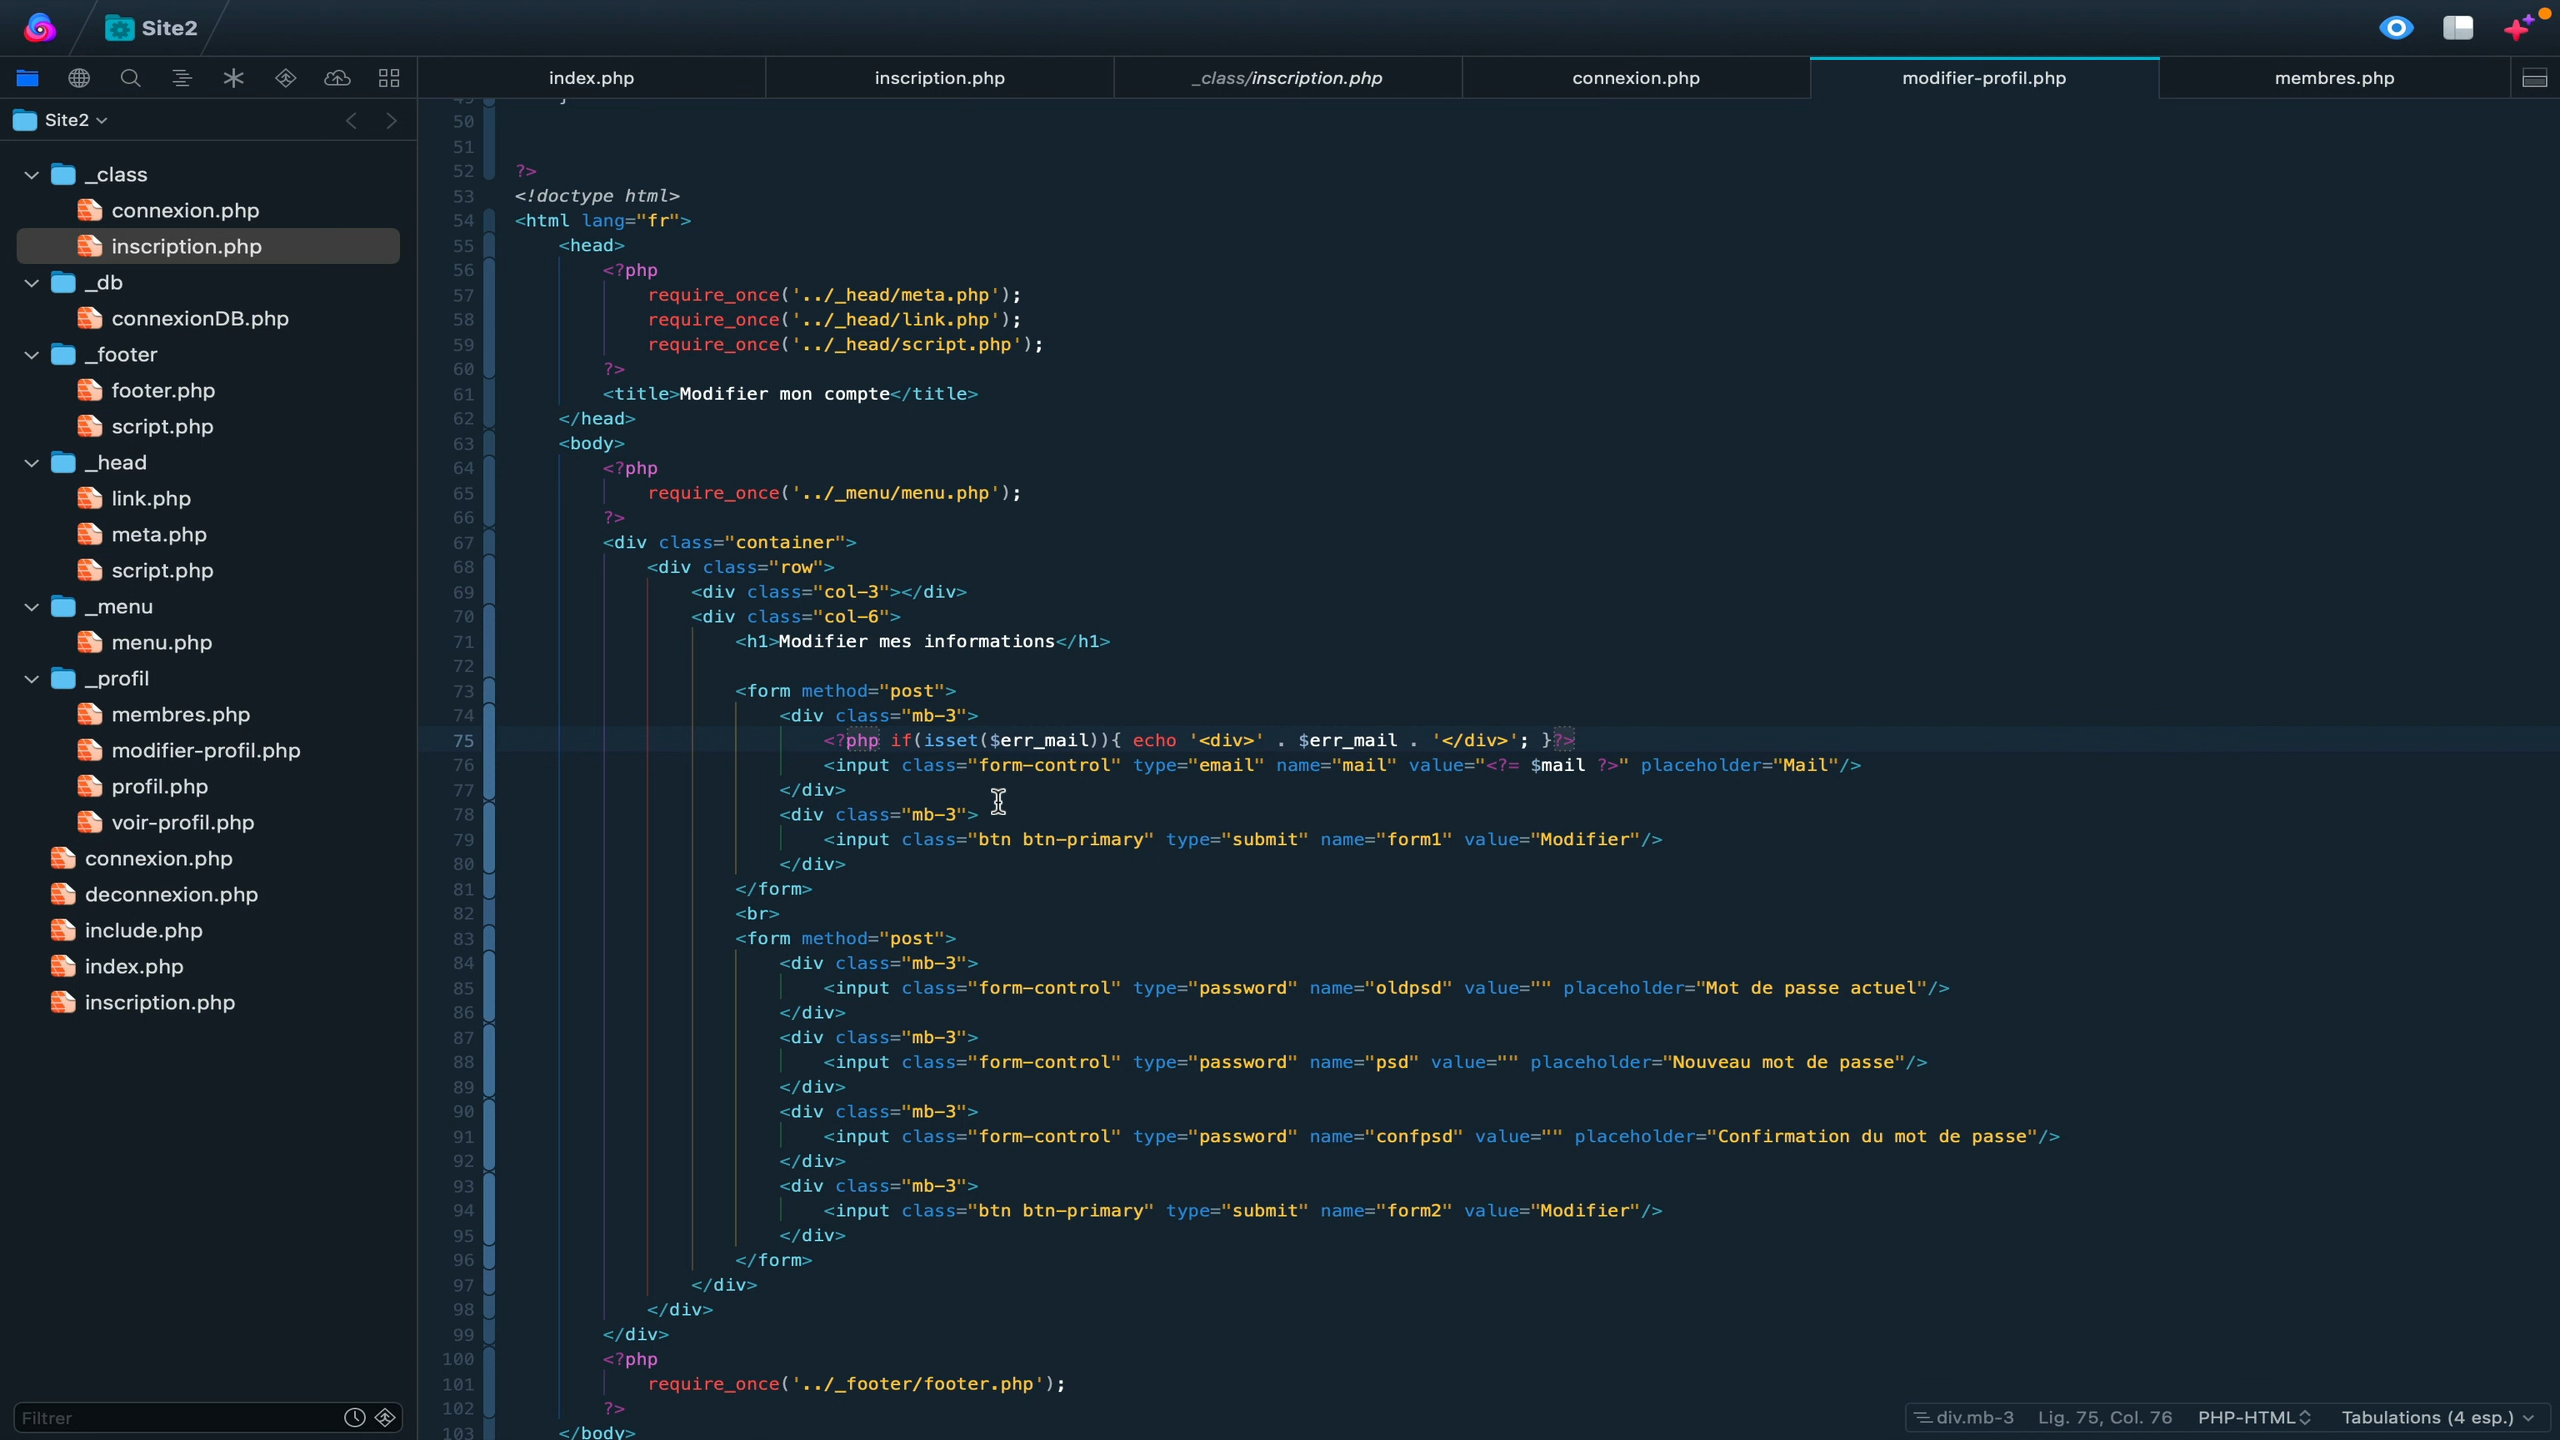 Site2
index.php
inscription.php
_class/inscription.php
connexion.php
modifier-profil.php
membres.php
Site2
_class
connexion.php
inscription.php
_db
connexionDB.php
_footer
footer.php
script.php
_head
link.php
meta.php
script.php
_menu
menu.php
_profil
membres.php
modifier-profil.php
profil.php
voir-profil.php
connexion.php
deconnexion.php
include.php
index.php
inscription.php
Filtrer
49 }
50
51
52 ?>
53 <!doctype html>
54 <html lang="fr">
55 <head>
56 <?php
57 require_once('../_head/meta.php');
58 require_once('../_head/link.php');
59 require_once('../_head/script.php');
60 ?>
61 <title>Modifier mon compte</title>
62 </head>
63 <body>
64 <?php
65 require_once('../_menu/menu.php');
66 ?>
67 <div class="container">
68 <div class="row">
69 <div class="col-3"></div>
70 <div class="col-6">
71 <h1>Modifier mes informations</h1>
72
73 <form method="post">
74 <div class="mb-3">
75 <?php if(isset($err_mail)){ echo '<div>' . $err_mail . '</div>'; }?>
76 <input class="form-control" type="email" name="mail" value="<?= $mail ?>" placeholder="Mail"/>
77 </div>
78 <div class="mb-3">
79 <input class="btn btn-primary" type="submit" name="form1" value="Modifier"/>
80 </div>
81 </form>
82 <br>
83 <form method="post">
84 <div class="mb-3">
85 <input class="form-control" type="password" name="oldpsd" value="" placeholder="Mot de passe actuel"/>
86 </div>
87 <div class="mb-3">
88 <input class="form-control" type="password" name="psd" value="" placeholder="Nouveau mot de passe"/>
89 </div>
90 <div class="mb-3">
91 <input class="form-control" type="password" name="confpsd" value="" placeholder="Confirmation du mot de passe"/>
92 </div>
93 <div class="mb-3">
94 <input class="btn btn-primary" type="submit" name="form2" value="Modifier"/>
95 </div>
96 </form>
97 </div>
98 </div>
99 </div>
100 <?php
101 require_once('../_footer/footer.php');
102 ?>
103 </body>
div.mb-3 Lig. 75, Col. 76 PHP-HTML Tabulations (4 esp.)